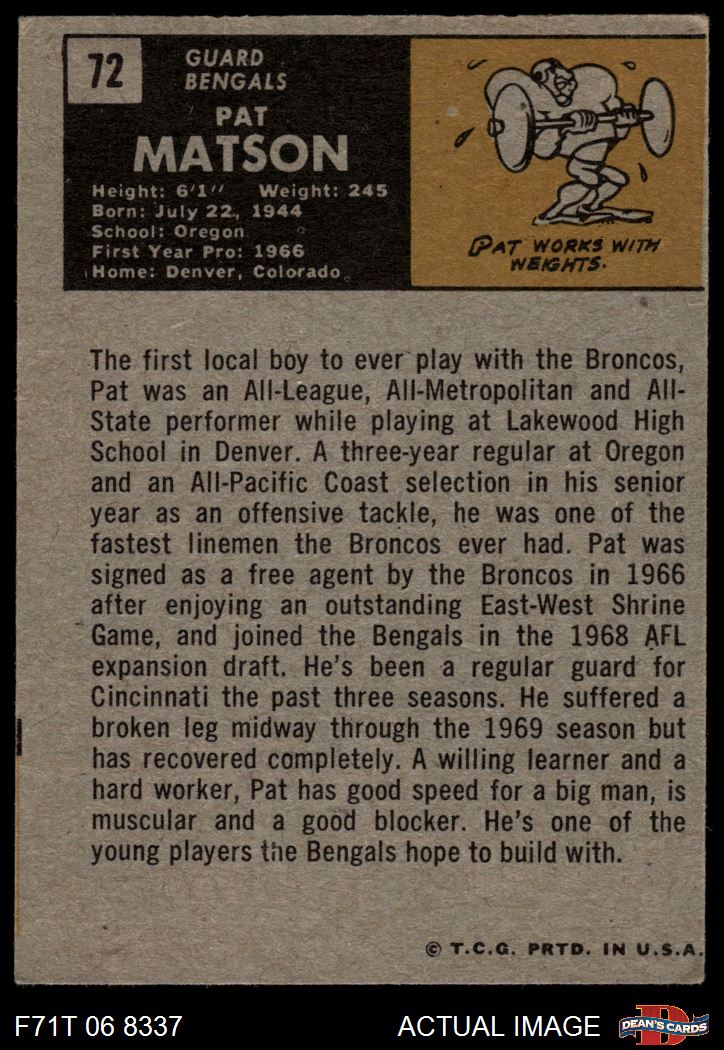 72
GUARD
BENGALS
PAT
MATSON
Height: 6'1" Weight: 245
Born: July 22, 1944
School: Oregon
First Year Pro: 1966
Home: Denver, Colorado
PAT WORKS WITH
WEIGHTS.
The first local boy to ever play with the Broncos,
Pat was an All-League, All-Metropolitan and All-
State performer while playing at Lakewood High
School in Denver. A three-year regular at Oregon
and an All-Pacific Coast selection in his senior
year as an offensive tackle, he was one of the
fastest linemen the Broncos ever had. Pat was
signed as a free agent by the Broncos in 1966
after enjoying an outstanding East-West Shrine
Game, and joined the Bengals in the 1968 AFL
expansion draft. He's been a regular guard for
Cincinnati the past three seasons. He suffered a
broken leg midway through the 1969 season but
has recovered completely. A willing learner and a
hard worker, Pat has good speed for a big man, is
muscular and a good blocker. He's one of the
young players the Bengals hope to build with.
© T.C.G. PRTD. IN U.S.A.
F71T 06 8337 ACTUAL IMAGE
D
DEAN'S CARDS